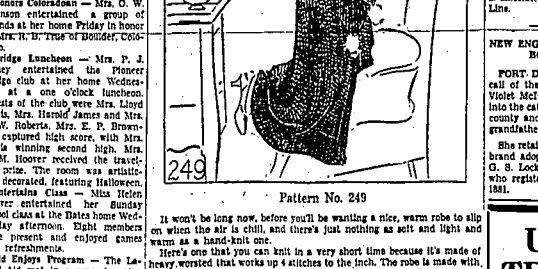 onors Coloradoan — Mrs. O. W.
nson entertained a group of
nds at her home Friday in honor
Mrs. R. B. True of Boulder, Colo-
o.
ridge Luncheon — Mrs. P. J.
ey entertained the Pioneer
dge club at her home Wednes-
at a one o'clock luncheon.
sts of the club were Mrs. Lloyd
is, Mrs. Harold James and Mrs.
W. Roberts. Mrs. E. P. Brown-
captured high score, with Mrs.
is winning second high. Mrs.
M. Hoover received the travel-
prize. The room was artistic-
decorated, featuring Halloween.
ntertains Class — Miss Helen
ver entertained her Sunday
ool class at the Bates home Wed-
day afternoon. Eight members
e present and enjoyed games
refreshments.
d Enjoys Program — The La-
249
Pattern No. 249
It won't be long now, before you'll be wanting a nice, warm robe to slip
on when the air is chill, and there's just nothing as soft and light and
warm as a hand-knit one.
Here's one that you can knit in a very short time because it's made of
heavy worsted that works up 4 stitches to the inch. The robe is made with
Line.
NEW ENG
PORT D
call of the
Violet McI
into the cat
county and
grandfathe
She retai
brand adop
G. S. Lock
who registe
1881.